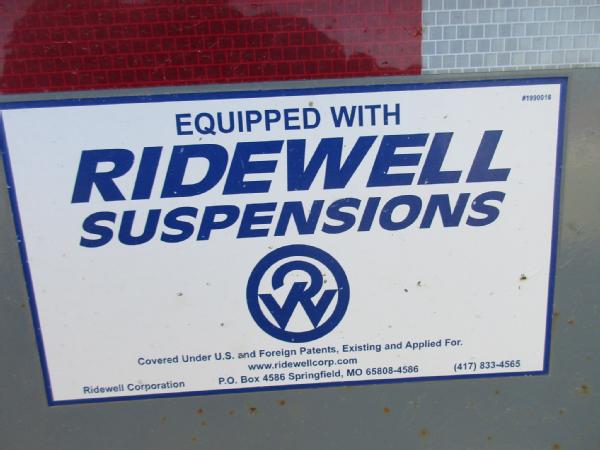 #1990016
EQUIPPED WITH
RIDEWELL
SUSPENSIONS
RW
Covered Under U.S. and Foreign Patents, Existing and Applied For.
www.ridewellcorp.com
Ridewell Corporation P.O. Box 4586 Springfield, MO 65808-4586 (417) 833-4565